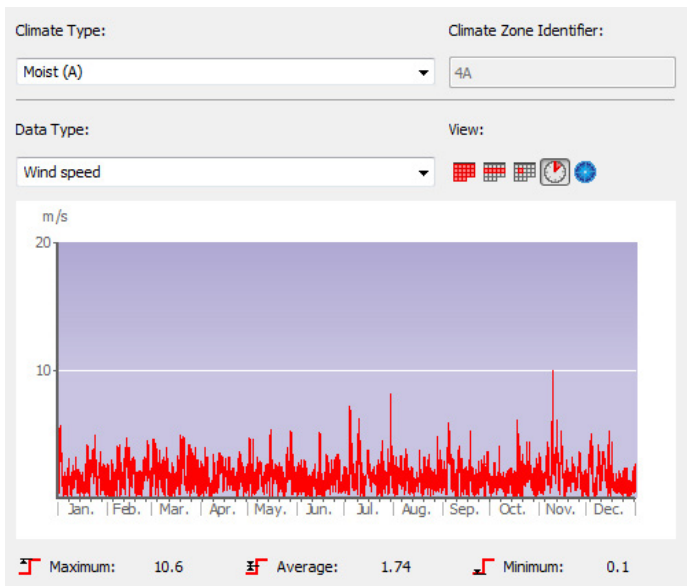 Climate Type: Climate Zone Identifier:
Moist (A) 4A
Data Type: View:
Wind speed
m/s
20
10
Jan. Feb. Mar. Apr. May. Jun. Jul. Aug. Sep. Oct. Nov. Dec.
Maximum: 10.6 Average: 1.74 Minimum: 0.1